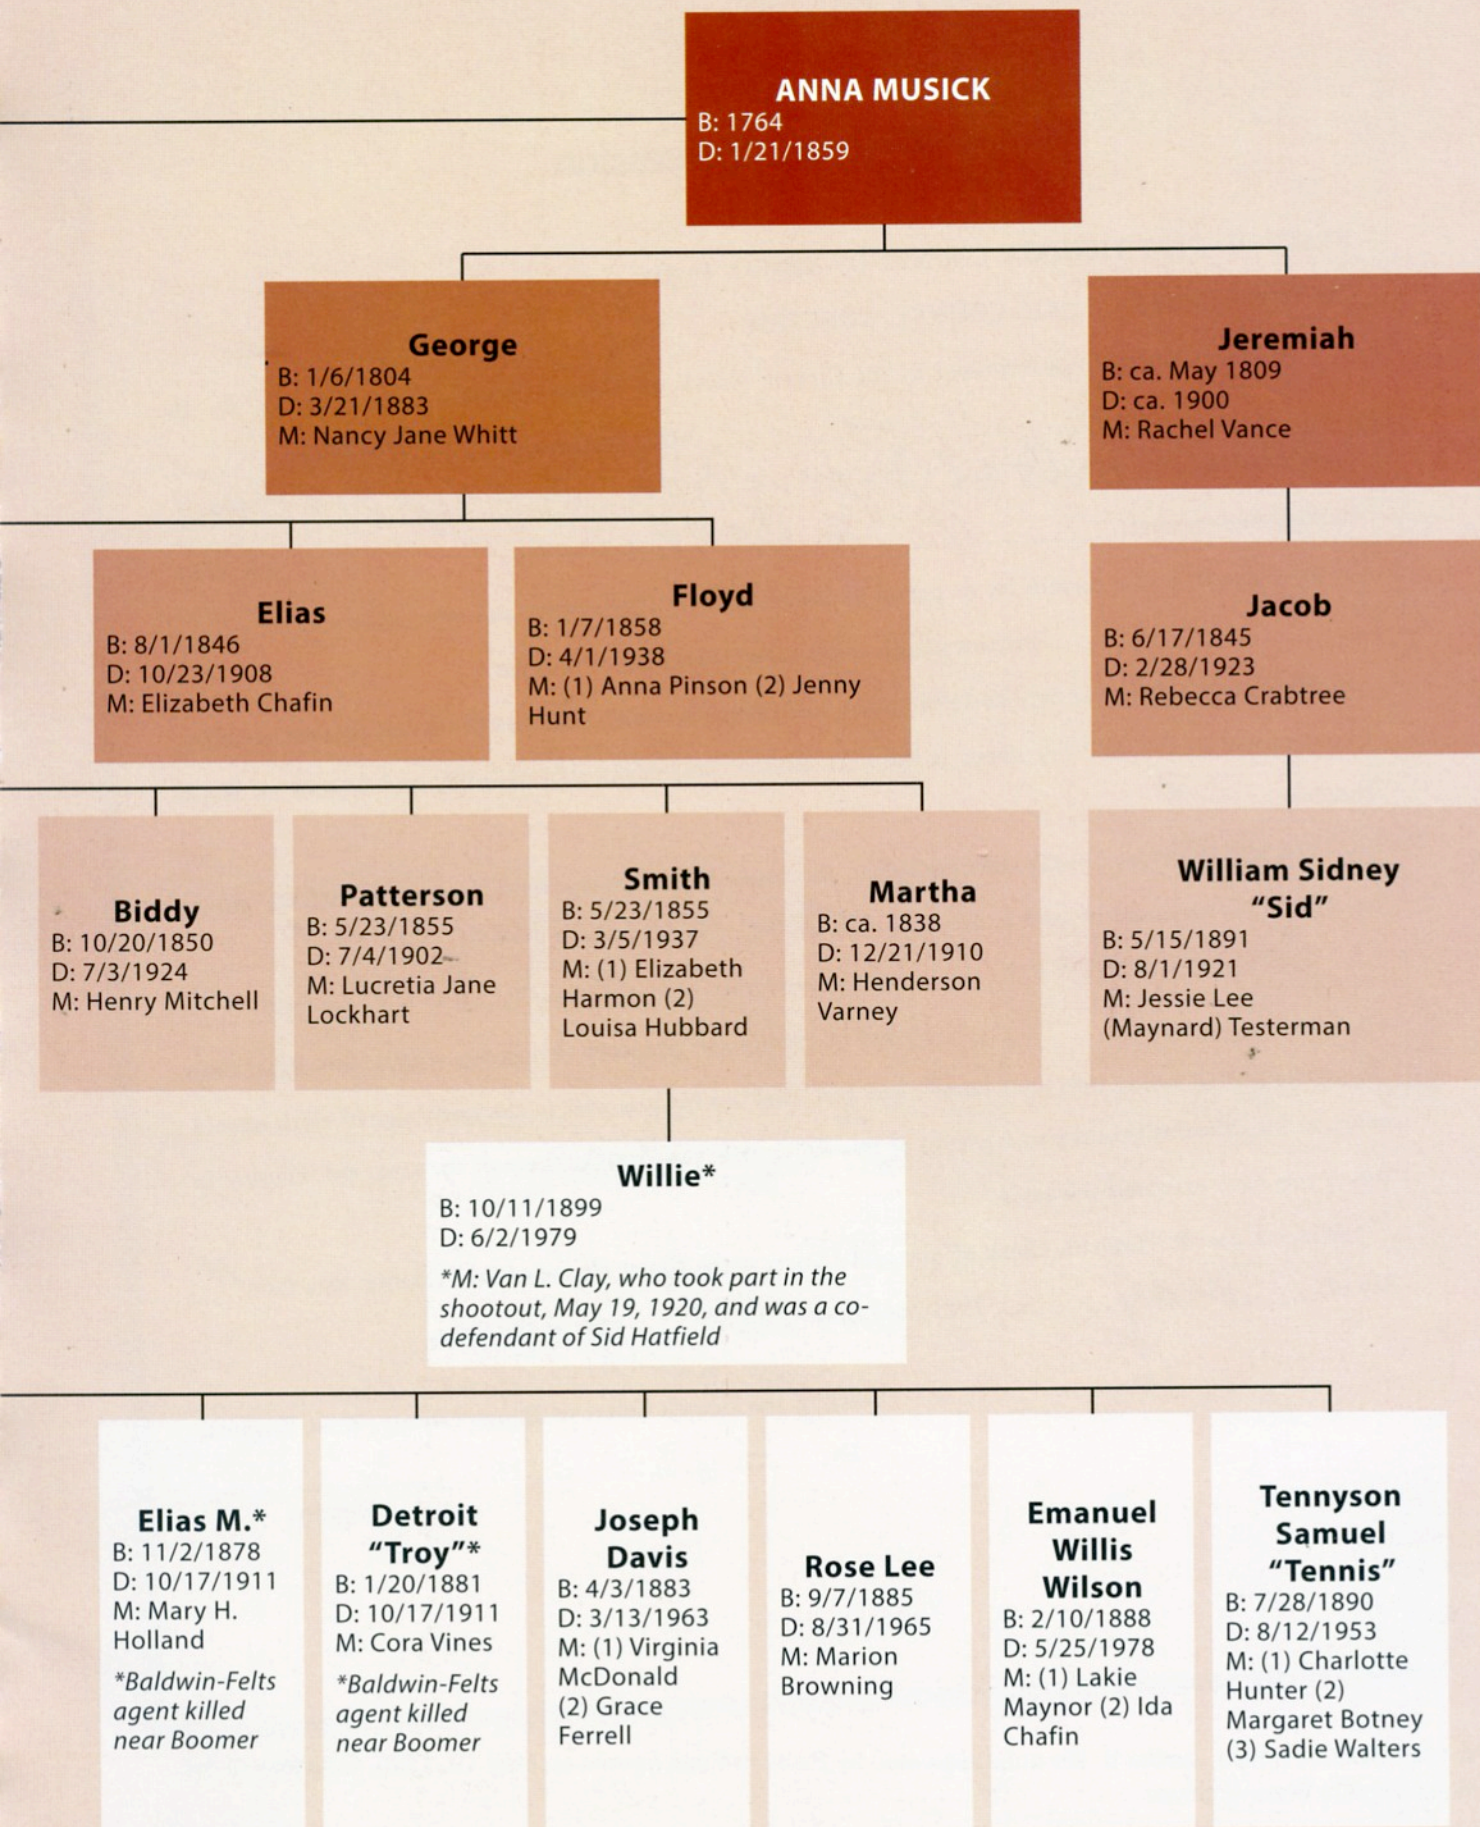 ANNA MUSICK
B: 1764
D: 1/21/1859
George
B: 1/6/1804
D: 3/21/1883
M: Nancy Jane Whitt
Jeremiah
B: ca. May 1809
D: ca. 1900
M: Rachel Vance
Elias
B: 8/1/1846
D: 10/23/1908
M: Elizabeth Chafin
Floyd
B: 1/7/1858
D: 4/1/1938
M: (1) Anna Pinson (2) Jenny
Hunt
Jacob
B: 6/17/1845
D: 2/28/1923
M: Rebecca Crabtree
Biddy
B: 10/20/1850
D: 7/3/1924
M: Henry Mitchell
Patterson
B: 5/23/1855
D: 7/4/1902
M: Lucretia Jane
Lockhart
Smith
B: 5/23/1855
D: 3/5/1937
M: (1) Elizabeth
Harmon (2)
Louisa Hubbard
Martha
B: ca. 1838
D: 12/21/1910
M: Henderson
Varney
William Sidney
“Sid”
B: 5/15/1891
D: 8/1/1921
M: Jessie Lee
(Maynard) Testerman
Willie*
B: 10/11/1899
D: 6/2/1979
*M: Van L. Clay, who took part in the
shootout, May 19, 1920, and was a co-
defendant of Sid Hatfield
Elias M.*
B: 11/2/1878
D: 10/17/1911
M: Mary H.
Holland
*Baldwin-Felts
agent killed
near Boomer
Detroit
“Troy”*
B: 1/20/1881
D: 10/17/1911
M: Cora Vines
*Baldwin-Felts
agent killed
near Boomer
Joseph
Davis
B: 4/3/1883
D: 3/13/1963
M: (1) Virginia
McDonald
(2) Grace
Ferrell
Rose Lee
B: 9/7/1885
D: 8/31/1965
M: Marion
Browning
Emanuel
Willis
Wilson
B: 2/10/1888
D: 5/25/1978
M: (1) Lakie
Maynor (2) Ida
Chafin
Tennyson
Samuel
“Tennis”
B: 7/28/1890
D: 8/12/1953
M: (1) Charlotte
Hunter (2)
Margaret Botney
(3) Sadie Walters